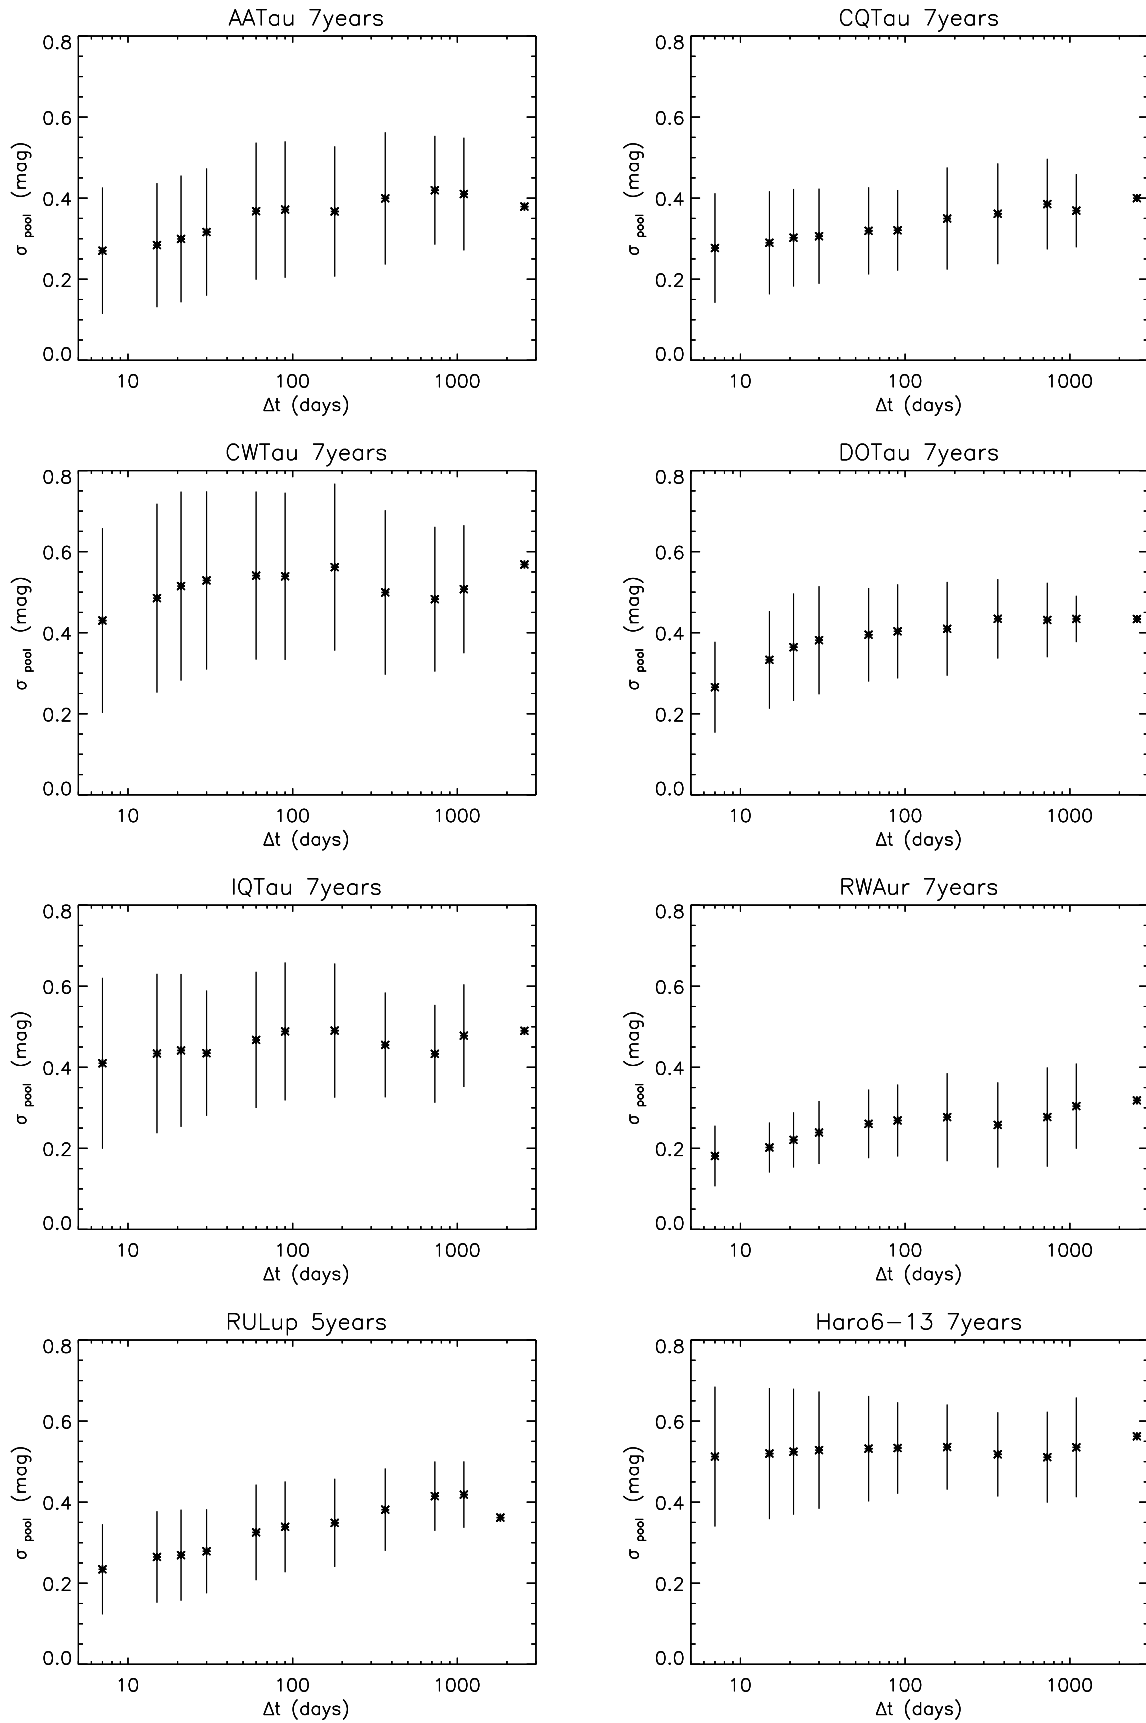 AATau 7years
0.8
0.6
0.4
0.2
0.0
σ pool (mag)
10 100 1000
Δt (days)
CQTau 7years
0.8
0.6
0.4
0.2
0.0
σ pool (mag)
10 100 1000
Δt (days)
CWTau 7years
0.8
0.6
0.4
0.2
0.0
σ pool (mag)
10 100 1000
Δt (days)
DOTau 7years
0.8
0.6
0.4
0.2
0.0
σ pool (mag)
10 100 1000
Δt (days)
IQTau 7years
0.8
0.6
0.4
0.2
0.0
σ pool (mag)
10 100 1000
Δt (days)
RWAur 7years
0.8
0.6
0.4
0.2
0.0
σ pool (mag)
10 100 1000
Δt (days)
RULup 5years
0.8
0.6
0.4
0.2
0.0
σ pool (mag)
10 100 1000
Δt (days)
Haro6-13 7years
0.8
0.6
0.4
0.2
0.0
σ pool (mag)
10 100 1000
Δt (days)